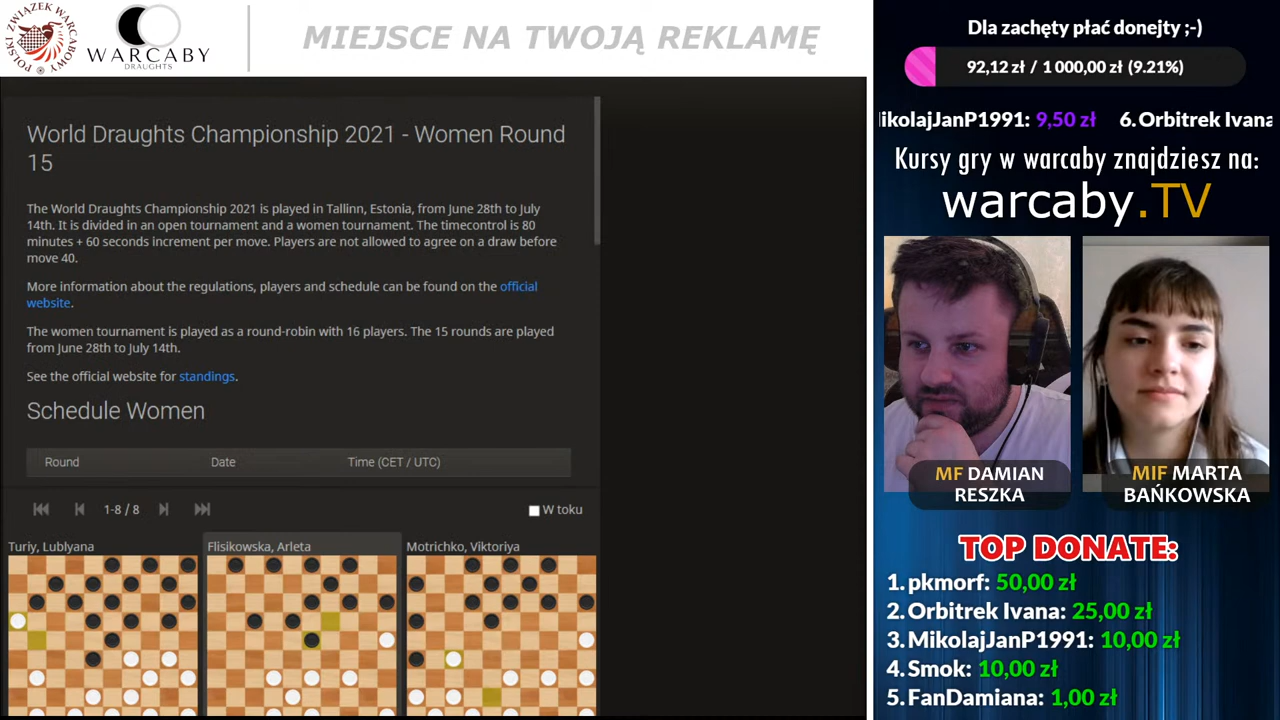 POLSKI ZWIĄZEK WARCABOWY
WARCABY
DRAUGHTS
MIEJSCE NA TWOJĄ REKLAMĘ
World Draughts Championship 2021 - Women Round
15
The World Draughts Championship 2021 is played in Tallinn, Estonia, from June 28th to July
14th. It is divided in an open tournament and a women tournament. The timecontrol is 80
minutes + 60 seconds increment per move. Players are not allowed to agree on a draw before
move 40.
More information about the regulations, players and schedule can be found on the official
website.
The women tournament is played as a round-robin with 16 players. The 15 rounds are played
from June 28th to July 14th.
See the official website for standings.
Schedule Women
Round Date Time (CET / UTC)
1-8 / 8 W toku
Turiy, Lublyana Flisikowska, Arleta Motrichko, Viktoriya
Dla zachęty płać donejty ;-)
92,12 zł / 1 000,00 zł (9.21%)
ikolajJanP1991: 9,50 zł 6. Orbitrek Ivana
Kursy gry w warcaby znajdziesz na:
warcaby.TV
MF DAMIAN
RESZKA
MIF MARTA
BAŃKOWSKA
TOP DONATE:
1. pkmorf: 50,00 zł
2. Orbitrek Ivana: 25,00 zł
3. MikolajJanP1991: 10,00 zł
4. Smok: 10,00 zł
5. FanDamiana: 1,00 zł